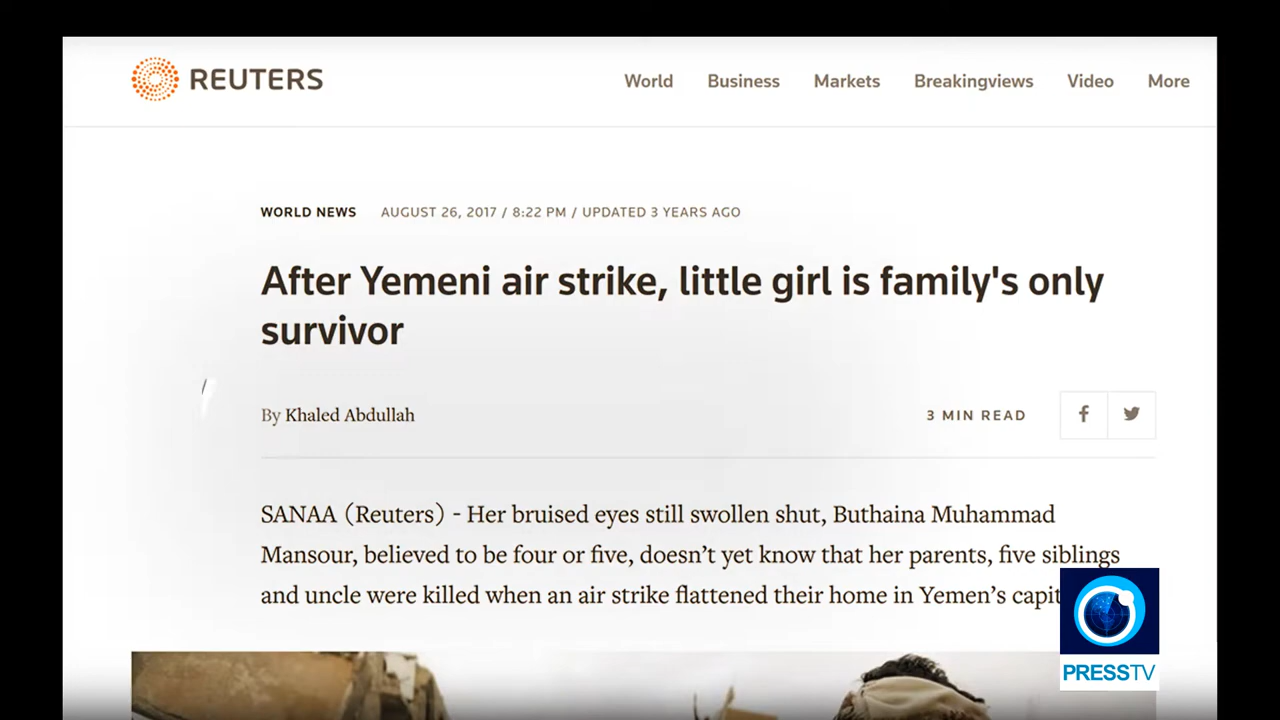 REUTERS
World Business Markets Breakingviews Video More
WORLD NEWS AUGUST 26, 2017 / 8:22 PM / UPDATED 3 YEARS AGO
After Yemeni air strike, little girl is family's only
survivor
By Khaled Abdullah
3 MIN READ
SANAA (Reuters) - Her bruised eyes still swollen shut, Buthaina Muhammad
Mansour, believed to be four or five, doesn’t yet know that her parents, five siblings
and uncle were killed when an air strike flattened their home in Yemen’s capit
PRESSTV